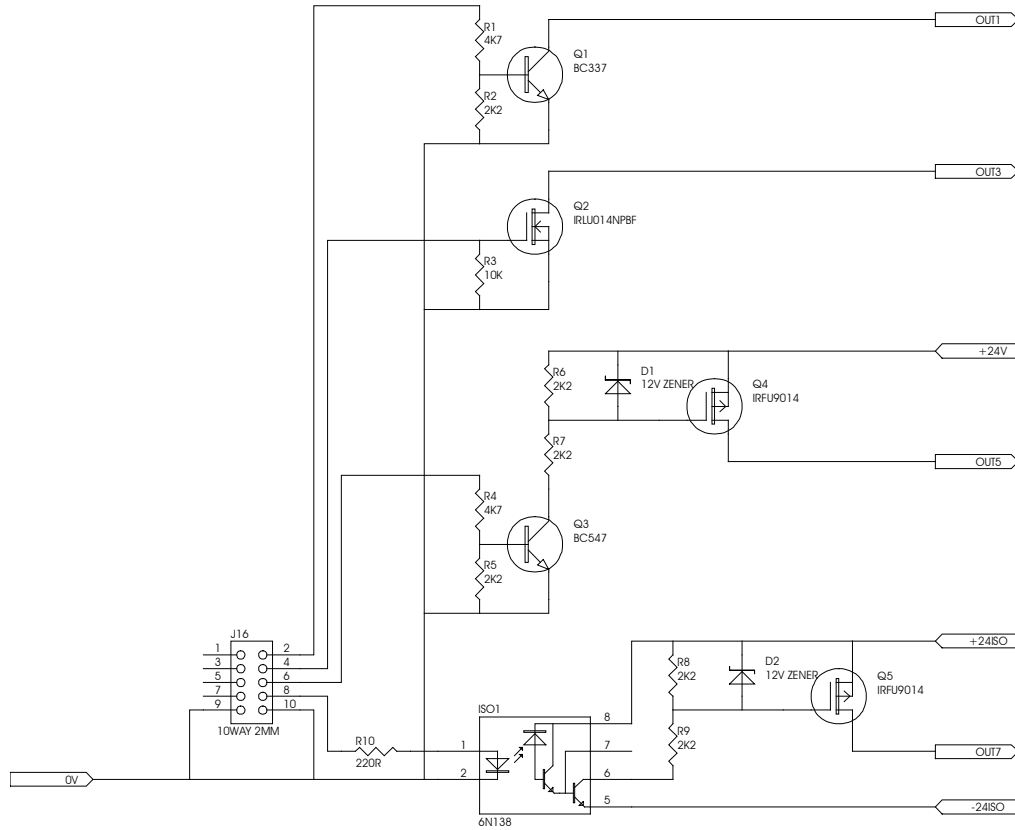 R1
4K7
Q1
BC337
OUT1
R2
2K2
OUT3
Q2
IRLU014NPBF
R3
10K
+24V
R6
2K2
D1
12V ZENER
Q4
IRFU9014
R7
2K2
OUT5
R4
4K7
Q3
BC547
R5
2K2
J16
1 2
3 4
5 6
7 8
9 10
10WAY 2MM
+24ISO
R8
2K2
D2
12V ZENER
Q5
IRFU9014
ISO1
8
R10
220R
1
7
R9
2K2
OUT7
0V
2
6
5
-24ISO
6N138